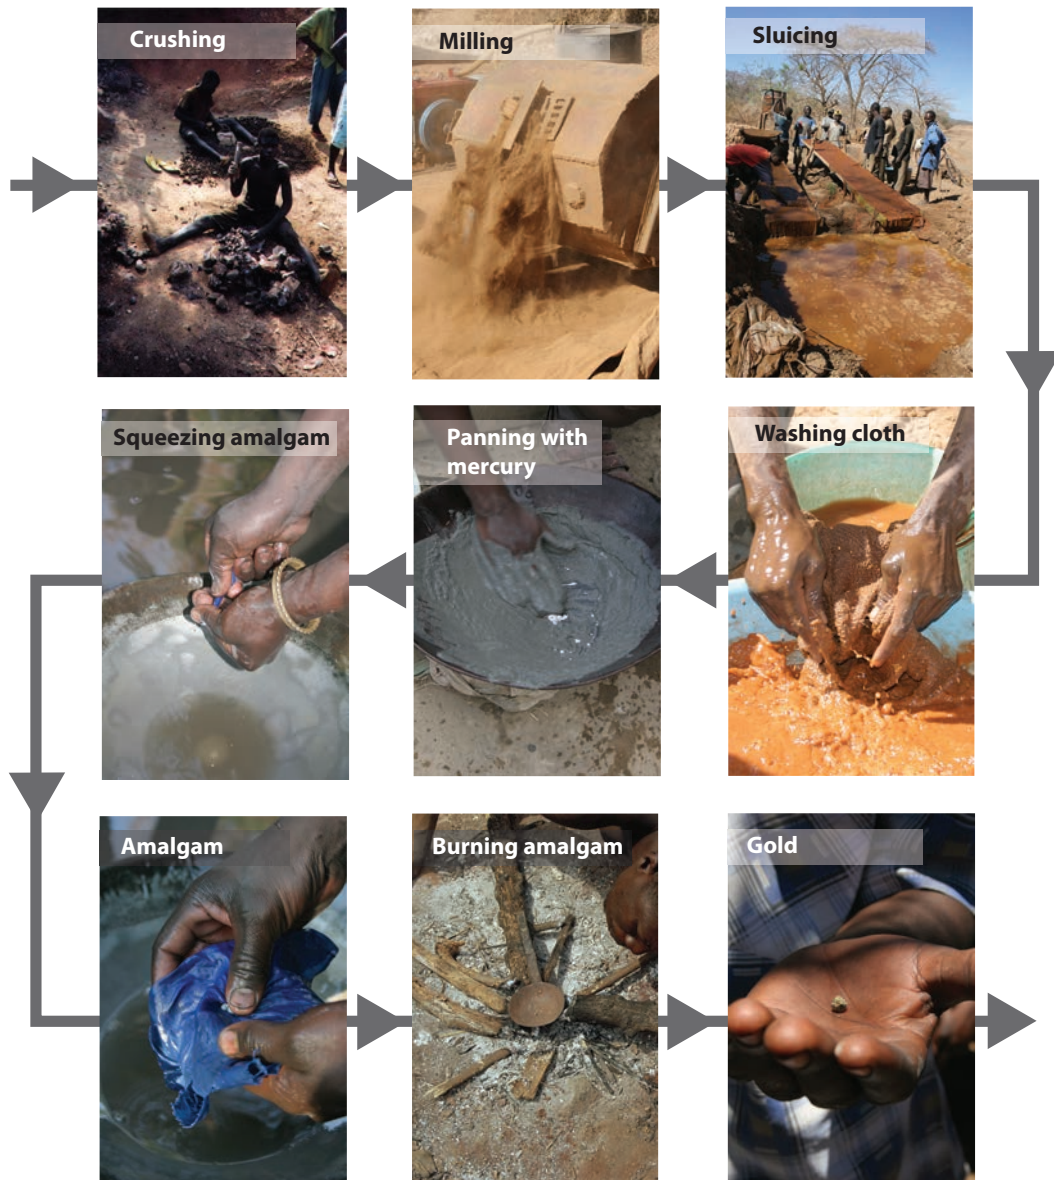 Crushing
Milling
Sluicing
Washing cloth
Panning with
mercury
Squeezing amalgam
Amalgam
Burning amalgam
Gold